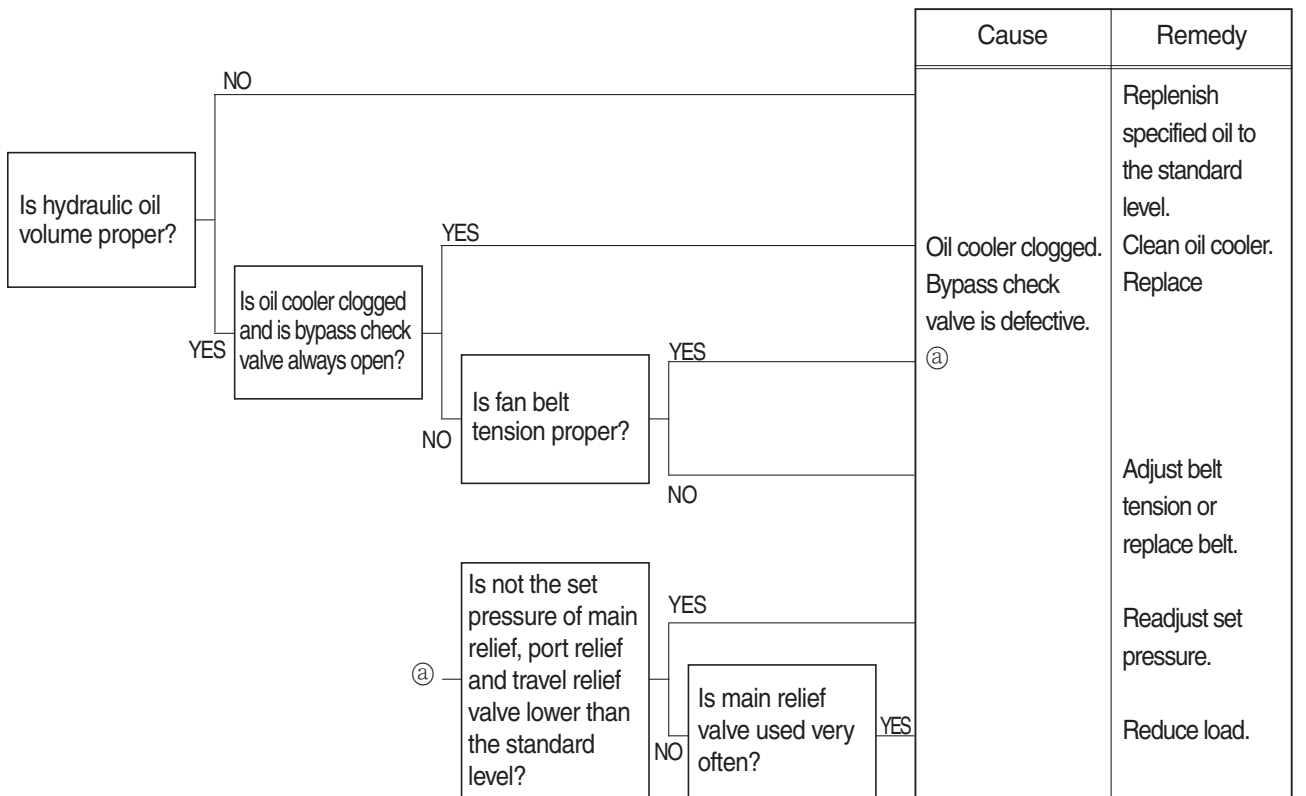 Cause
Remedy
NO
Replenish
specified oil to
the standard
level.
Is hydraulic oil
volume proper?
YES
YES
Oil cooler clogged.
Clean oil cooler.
Bypass check
Replace
valve is defective.
ⓐ
Is oil cooler clogged
and is bypass check
valve always open?
YES
NO
Is fan belt
tension proper?
NO
Adjust belt
tension or
replace belt.
ⓐ
Is not the set
pressure of main
relief, port relief
and travel relief
valve lower than
the standard
level?
YES
Readjust set
pressure.
NO
Is main relief
valve used very
often?
YES
Reduce load.